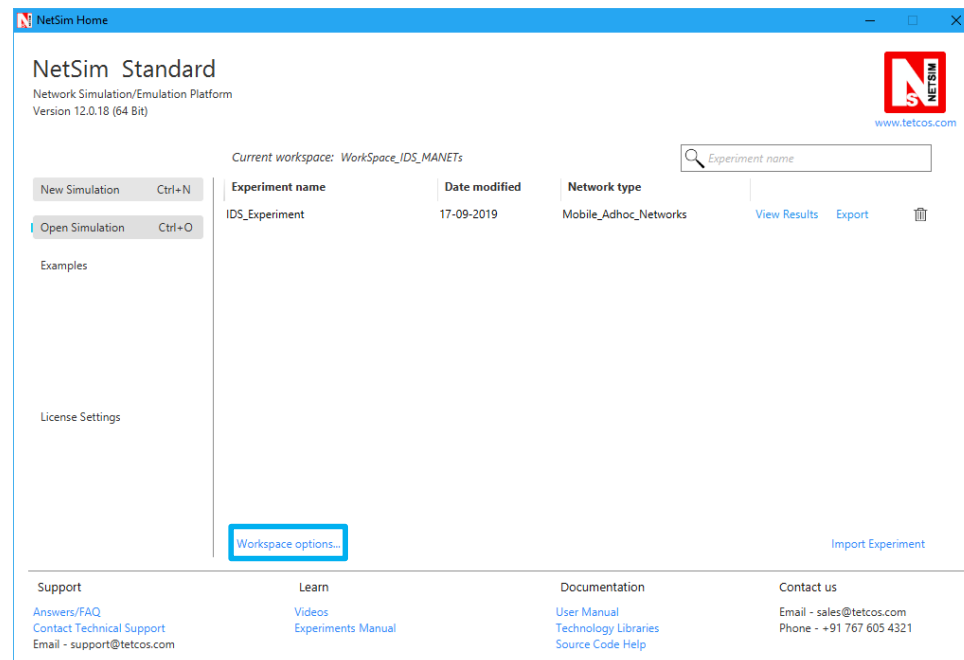 NetSim Home
NetSim Standard
Network Simulation/Emulation Platform
Version 12.0.18 (64 Bit)
NETSIM
www.tetcos.com
Current workspace: WorkSpace_IDS_MANETs
Experiment name
New Simulation Ctrl+N
Experiment name Date modified Network type
Open Simulation Ctrl+O
IDS_Experiment 17-09-2019 Mobile_Adhoc_Networks View Results Export
Examples
License Settings
Workspace options...
Import Experiment
Support Learn Documentation Contact us
Answers/FAQ Videos User Manual Email - sales@tetcos.com
Contact Technical Support Experiments Manual Technology Libraries Phone - +91 767 605 4321
Email - support@tetcos.com Source Code Help